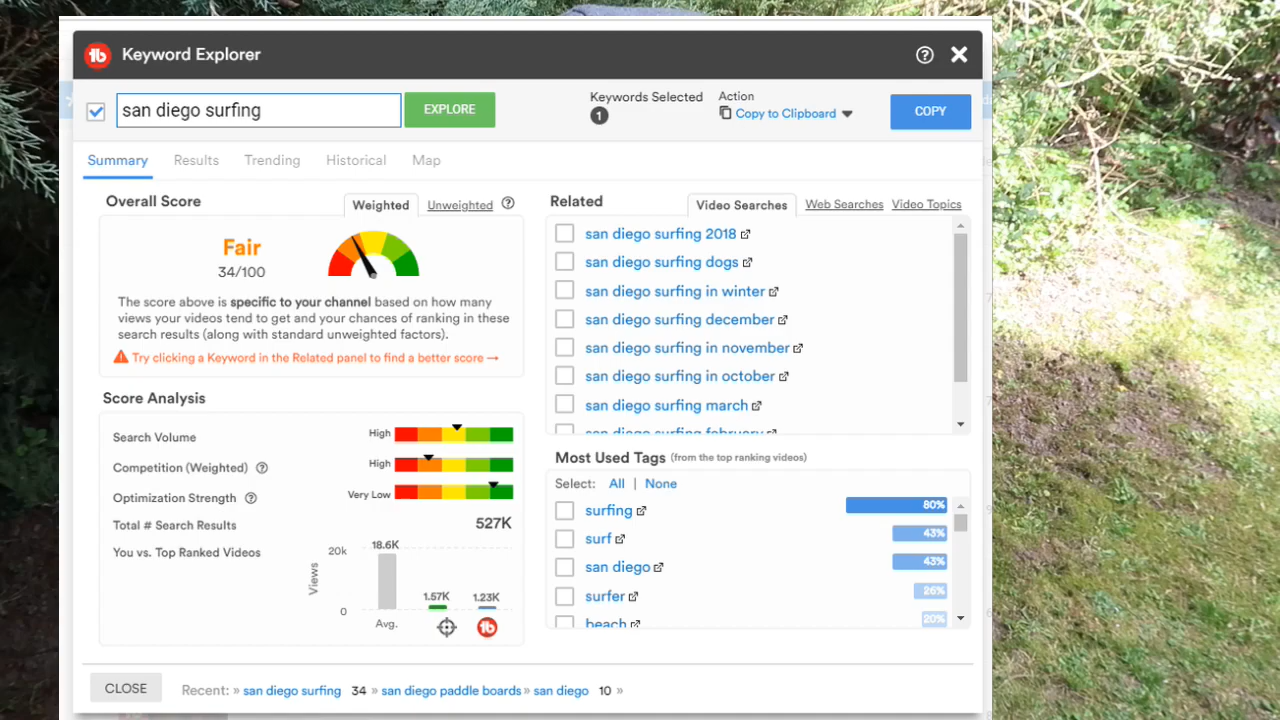 Keyword Explorer
san diego surfing
EXPLORE
Keywords Selected
1
Action
Copy to Clipboard
COPY
Summary Results Trending Historical Map
Overall Score
Weighted Unweighted
Fair
34/100
The score above is specific to your channel based on how many
views your videos tend to get and your chances of ranking in these
search results (along with standard unweighted factors).
Try clicking a Keyword in the Related panel to find a better score →
Score Analysis
Search Volume High
Competition (Weighted) High
Optimization Strength Very Low
Total # Search Results 527K
You vs. Top Ranked Videos
Views
20k
0
18.6K
1.57K
1.23K
Avg.
Related
Video Searches Web Searches Video Topics
san diego surfing 2018
san diego surfing dogs
san diego surfing in winter
san diego surfing december
san diego surfing in november
san diego surfing in october
san diego surfing march
san diego surfing february
Most Used Tags (from the top ranking videos)
Select: All | None
surfing 80%
surf 43%
san diego 43%
surfer 26%
beach 20%
CLOSE
Recent: » san diego surfing 34 » san diego paddle boards » san diego 10 »